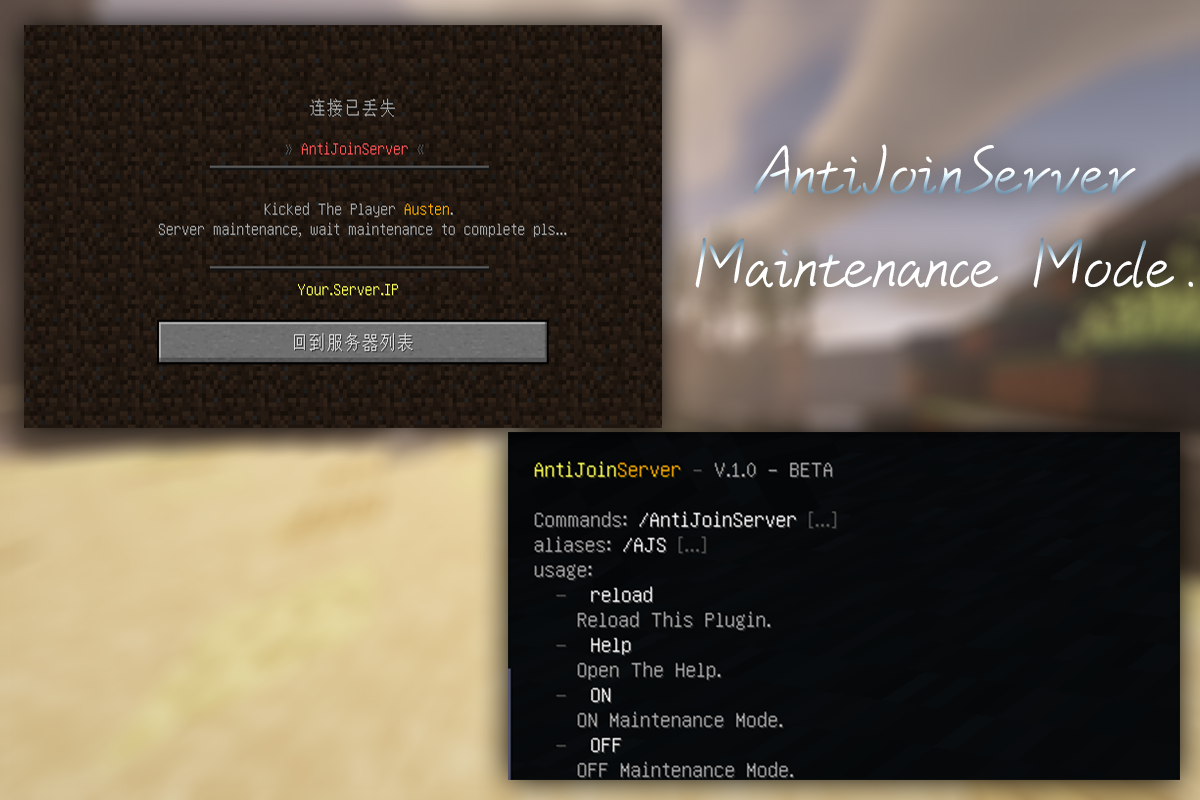 连接已丢失
» AntiJoinServer «
Kicked The Player Austen.
Server maintenance, wait maintenance to complete pls...
Your.Server.IP
回到服务器列表
AntiJoinServer
Maintenance Mode.
AntiJoinServer - V.1.0 - BETA
Commands: /AntiJoinServer [...]
aliases: /AJS [...]
usage:
- reload
Reload This Plugin.
- Help
Open The Help.
- ON
ON Maintenance Mode.
- OFF
OFF Maintenance Mode.